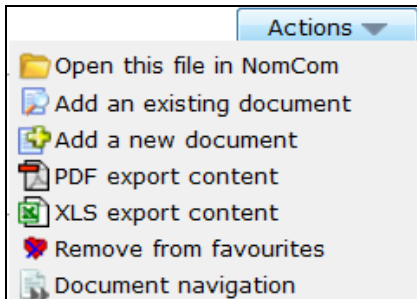 Actions
Open this file in NomCom
Add an existing document
Add a new document
PDF export content
XLS export content
Remove from favourites
Document navigation